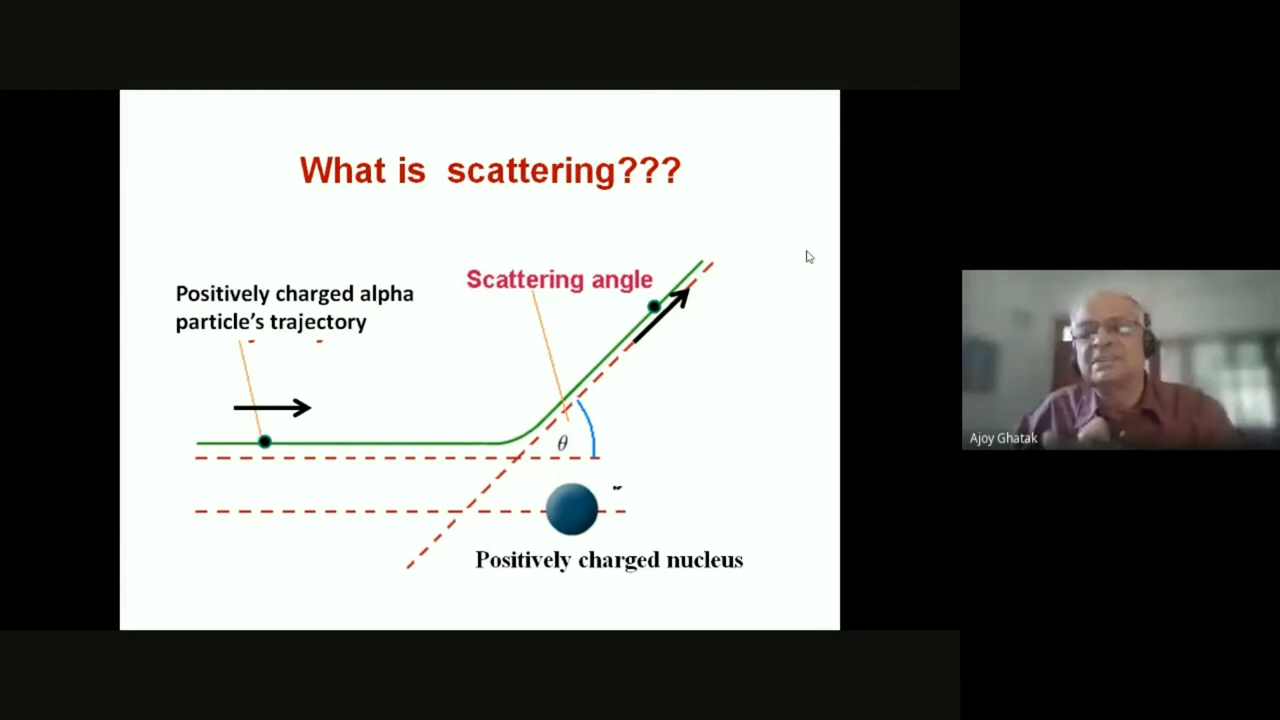 What is scattering???
Scattering angle
Positively charged alpha
particle's trajectory
θ
Positively charged nucleus
Ajoy Ghatak